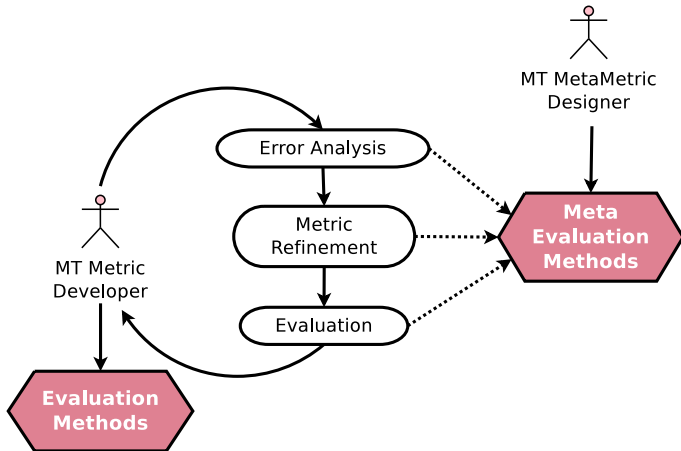 MT MetaMetric
Designer
Error Analysis
Meta
Evaluation
Methods
Metric
Refinement
MT Metric
Developer
Evaluation
Evaluation
Methods